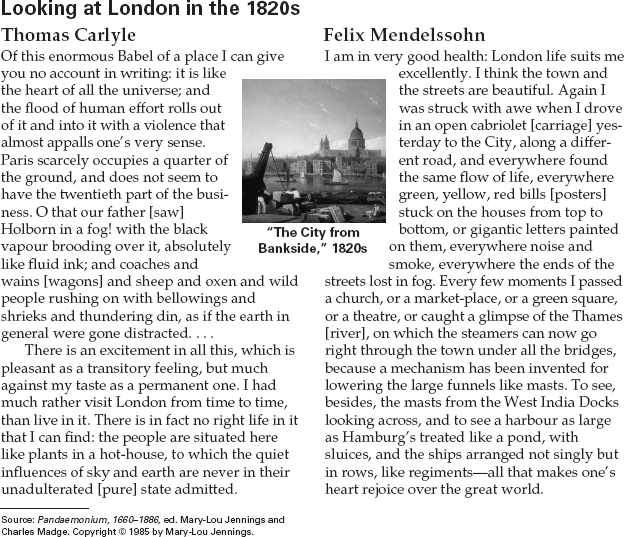 Looking at London in the 1820s
Thomas Carlyle
Of this enormous Babel of a place I can give
you no account in writing: it is like
the heart of all the universe; and
the flood of human effort rolls out
of it and into it with a violence that
almost appalls one's very sense.
Paris scarcely occupies a quarter of
the ground, and does not seem to
have the twentieth part of the busi-
ness. O that our father [saw]
Holborn in a fog! with the black
vapour brooding over it, absolutely
like fluid ink; and coaches and
wains [wagons] and sheep and oxen and wild
people rushing on with bellowings and
shrieks and thundering din, as if the earth in
general were gone distracted. . . .
There is an excitement in all this, which is
pleasant as a transitory feeling, but much
against my taste as a permanent one. I had
much rather visit London from time to time,
than live in it. There is in fact no right life in it
that I can find: the people are situated here
like plants in a hot-house, to which the quiet
influences of sky and earth are never in their
unadulterated [pure] state admitted.
"The City from
Bankside," 1820s
Felix Mendelssohn
I am in very good health: London life suits me
excellently. I think the town and
the streets are beautiful. Again I
was struck with awe when I drove
in an open cabriolet [carriage] yes-
terday to the City, along a differ-
ent road, and everywhere found
the same flow of life, everywhere
green, yellow, red bills [posters]
stuck on the houses from top to
bottom, or gigantic letters painted
on them, everywhere noise and
smoke, everywhere the ends of the
streets lost in fog. Every few moments I passed
a church, or a market-place, or a green square,
or a theatre, or caught a glimpse of the Thames
[river], on which the steamers can now go
right through the town under all the bridges,
because a mechanism has been invented for
lowering the large funnels like masts. To see,
besides, the masts from the West India Docks
looking across, and to see a harbour as large
as Hamburg's treated like a pond, with
sluices, and the ships arranged not singly but
in rows, like regiments—all that makes one's
heart rejoice over the great world.
Source: Pandaemonium, 1660–1886, ed. Mary-Lou Jennings and
Charles Madge. Copyright © 1985 by Mary-Lou Jennings.